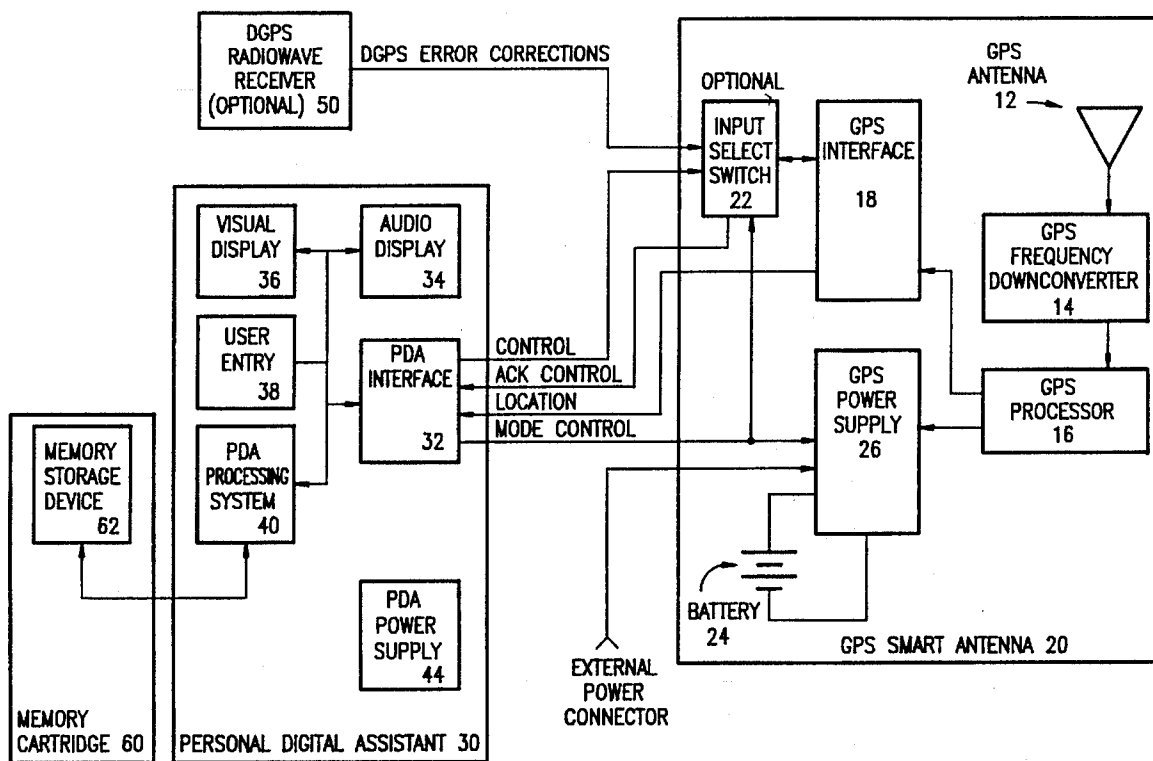 DGPS
RADIOWAVE
RECEIVER
(OPTIONAL) 50
DGPS ERROR CORRECTIONS
GPS
ANTENNA
12
OPTIONAL
INPUT
SELECT
SWITCH
22
GPS
INTERFACE
18
GPS
FREQUENCY
DOWNCONVERTER
14
GPS
PROCESSOR
16
GPS
POWER
SUPPLY
26
BATTERY
24
GPS SMART ANTENNA 20
VISUAL
DISPLAY
36
AUDIO
DISPLAY
34
USER
ENTRY
38
PDA
INTERFACE
32
CONTROL
ACK CONTROL
LOCATION
MODE CONTROL
PDA
PROCESSING
SYSTEM
40
PDA
POWER
SUPPLY
44
PERSONAL DIGITAL ASSISTANT 30
MEMORY
STORAGE
DEVICE
62
MEMORY
CARTRIDGE 60
EXTERNAL
POWER
CONNECTOR